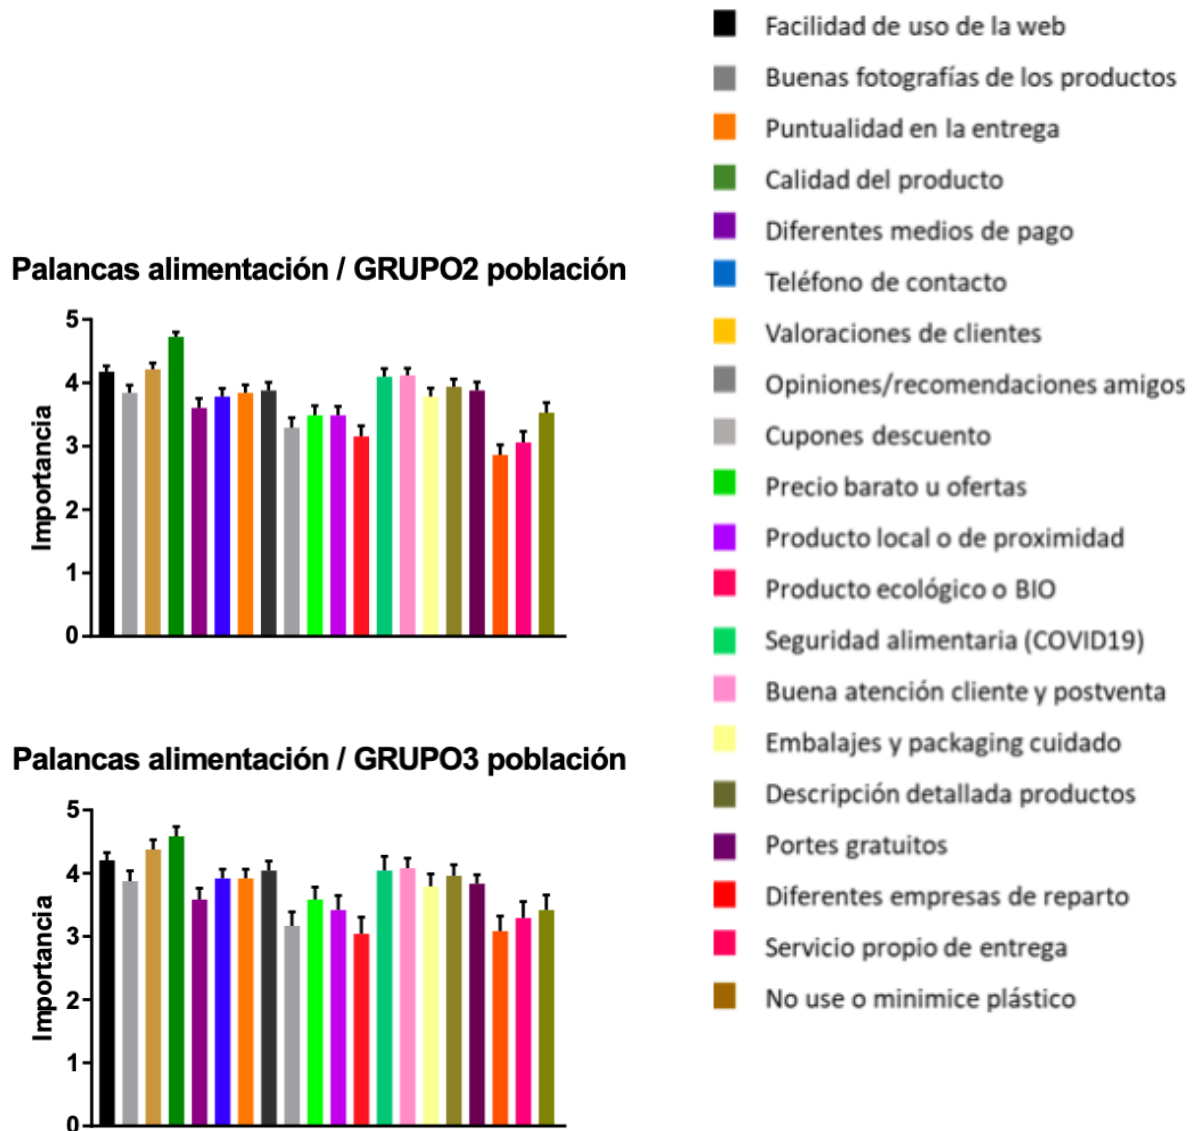 Palancas alimentación / GRUPO2 población
5
4
3
2
1
0
Importancia
Palancas alimentación / GRUPO3 población
5
4
3
2
1
0
Importancia
Facilidad de uso de la web
Buenas fotografías de los productos
Puntualidad en la entrega
Calidad del producto
Diferentes medios de pago
Teléfono de contacto
Valoraciones de clientes
Opiniones/recomendaciones amigos
Cupones descuento
Precio barato u ofertas
Producto local o de proximidad
Producto ecológico o BIO
Seguridad alimentaria (COVID19)
Buena atención cliente y postventa
Embalajes y packaging cuidado
Descripción detallada productos
Portes gratuitos
Diferentes empresas de reparto
Servicio propio de entrega
No use o minimice plástico